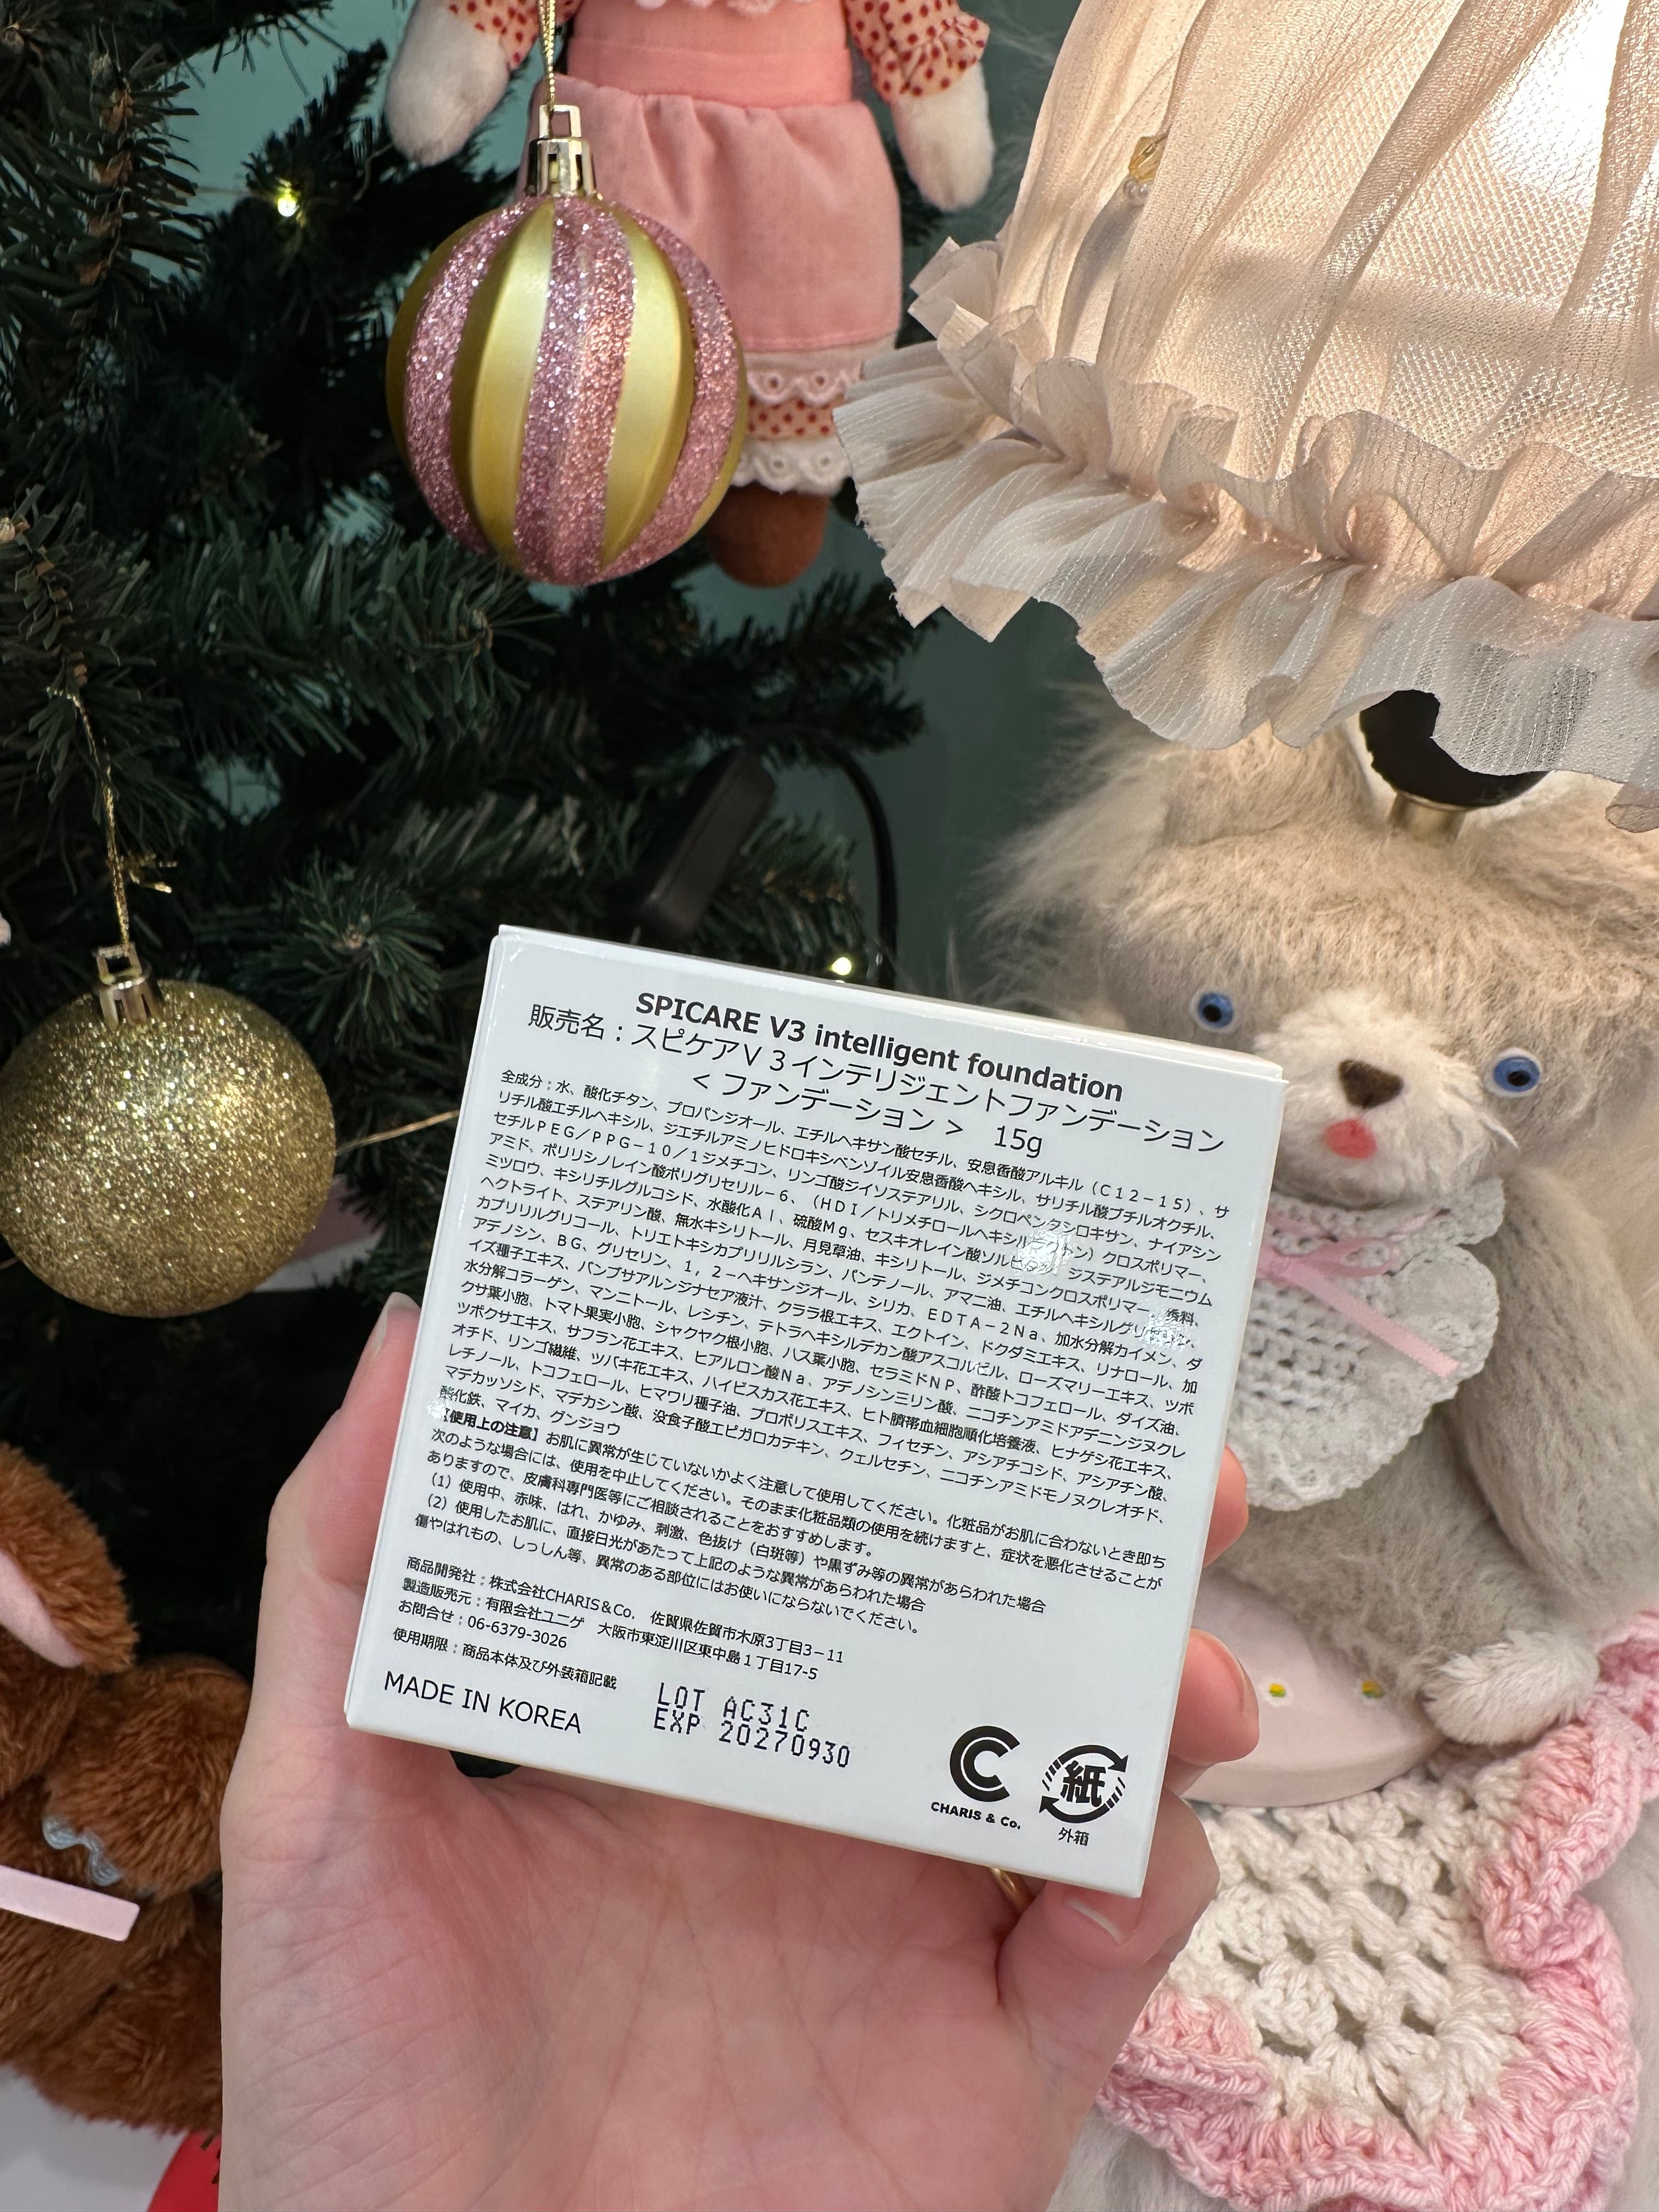 SPICARE V3 intelligent foundation
販売名：スピケアV３インテリジェントファンデーション
＜ファンデーション＞ 15g
全成分：水、酸化チタン、プロパンジオール、エチルヘキサン酸セチル、安息香酸アルキル（Ｃ１２－１５）、サ
リチル酸エチルヘキシル、ジエチルアミノヒドロキシベンゾイル安息香酸ヘキシル、サリチル酸ブチルオクチル、
セチルＰＥＧ／ＰＰＧ－１０／１ジメチコン、リンゴ酸ジイソステアリル、シクロペンタシロキサン、ナイアシン
アミド、ポリリシノレイン酸ポリグリセリル－６、（ＨＤＩ／トリメチロールヘキシル）クロスポリマー、
ミツロウ、キシリチルグルコシド、水酸化Ａｌ、硫酸Ｍｇ、セスキオレイン酸ソル、ジステアルジモニウム
ヘクトライト、ステアリン酸、無水キシリトール、月見草油、キシリトール、ジメチコンクロスポリマー、香料、
カプリリルグリコール、トリエトキシカプリリルシラン、パンテノール、アマニ油、エチルヘキシルグリセリン、
アデノシン、ＢＧ、グリセリン、１，２－ヘキサンジオール、シリカ、ＥＤＴＡ－２Ｎａ、加水分解カイメン、ダ
イズ種子エキス、バンブサアルンジナセア液汁、クララ根エキス、エクトイン、ドクダミエキス、リナロール、加
水分解コラーゲン、マンニトール、レシチン、テトラヘキシルデカン酸アスコルビル、ローズマリーエキス、ツボ
クサ葉小胞、トマト果実小胞、シャクヤク根小胞、ハス葉小胞、セラミドＮＰ、酢酸トコフェロール、ダイズ油、
ツボクサエキス、サフラン花エキス、ヒアルロン酸Ｎａ、アデノシンミリン酸、ニコチンアミドアデニンジヌクレ
オチド、リンゴ繊維、ツバキ花エキス、ハイビスカス花エキス、ヒト臍帯血細胞順化培養液、ヒナゲシ花エキス、
レチノール、トコフェロール、ヒマワリ種子油、プロポリスエキス、フィセチン、アシアチコシド、アシアチン酸、
マデカッソシド、マデカシン酸、没食子酸エピガロカテキン、クェルセチン、ニコチンアミドモノヌクレオチド、
酸化鉄、マイカ、グンジョウ
【使用上の注意】お肌に異常が生じていないかよく注意して使用してください。化粧品がお肌に合わないとき即ち
次のような場合には、使用を中止してください。そのまま化粧品類の使用を続けますと、症状を悪化させることが
ありますので、皮膚科専門医等にご相談されることをおすすめします。
（1）使用中、赤味、はれ、かゆみ、刺激、色抜け（白斑等）や黒ずみ等の異常があらわれた場合
（2）使用したお肌に、直接日光があたって上記のような異常があらわれた場合
傷やはれもの、しっしん等、異常のある部位にはお使いにならないでください。
商品開発社：株式会社CHARIS＆Co. 佐賀県佐賀市木原3丁目3－11
製造販売元：有限会社ユニゲ 大阪市東淀川区東中島１丁目17-5
お問合せ：06-6379-3026
使用期限：商品本体及び外装箱記載
MADE IN KOREA
LOT AC31C
EXP 20270930
CHARIS & Co.
紙
外箱